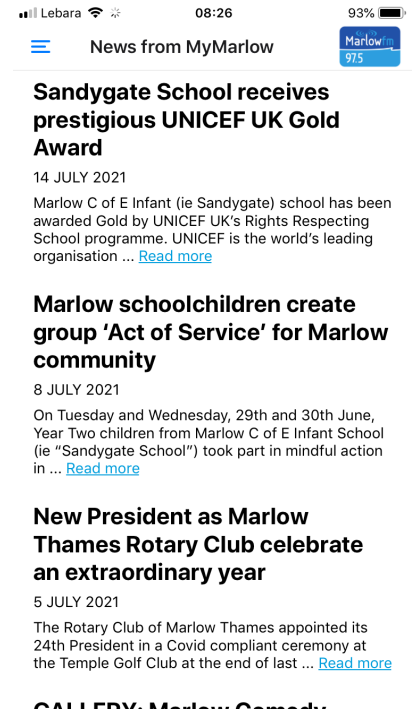 Lebara 08:26 93%
News from MyMarlow
Marlowfm
97.5
Sandygate School receives
prestigious UNICEF UK Gold
Award
14 JULY 2021
Marlow C of E Infant (ie Sandygate) school has been
awarded Gold by UNICEF UK’s Rights Respecting
School programme. UNICEF is the world’s leading
organisation ... Read more
Marlow schoolchildren create
group ‘Act of Service’ for Marlow
community
8 JULY 2021
On Tuesday and Wednesday, 29th and 30th June,
Year Two children from Marlow C of E Infant School
(ie “Sandygate School”) took part in mindful action
in ... Read more
New President as Marlow
Thames Rotary Club celebrate
an extraordinary year
5 JULY 2021
The Rotary Club of Marlow Thames appointed its
24th President in a Covid compliant ceremony at
the Temple Golf Club at the end of last ... Read more
GALLERY: Marlow Comedy